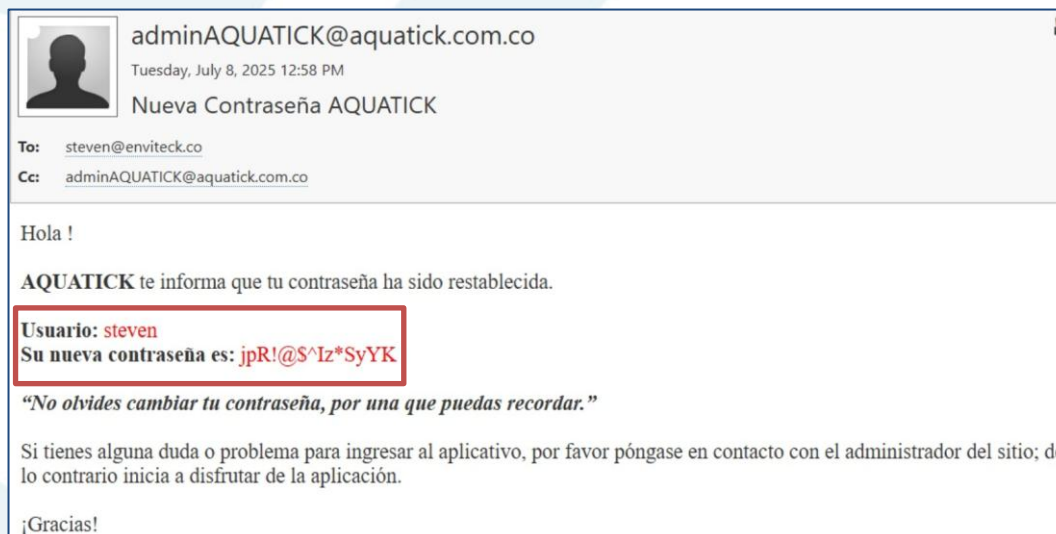 adminAQUATICK@aquatick.com.co
Tuesday, July 8, 2025 12:58 PM
Nueva Contraseña AQUATICK
To: steven@enviteck.co
Cc: adminAQUATICK@aquatick.com.co
Hola !
AQUATICK te informa que tu contraseña ha sido restablecida.
Usuario: steven
Su nueva contraseña es: jpR!@$^Iz*SyYK
“No olvides cambiar tu contraseña, por una que puedas recordar.”
Si tienes alguna duda o problema para ingresar al aplicativo, por favor póngase en contacto con el administrador del sitio;
lo contrario inicia a disfrutar de la aplicación.
¡Gracias!